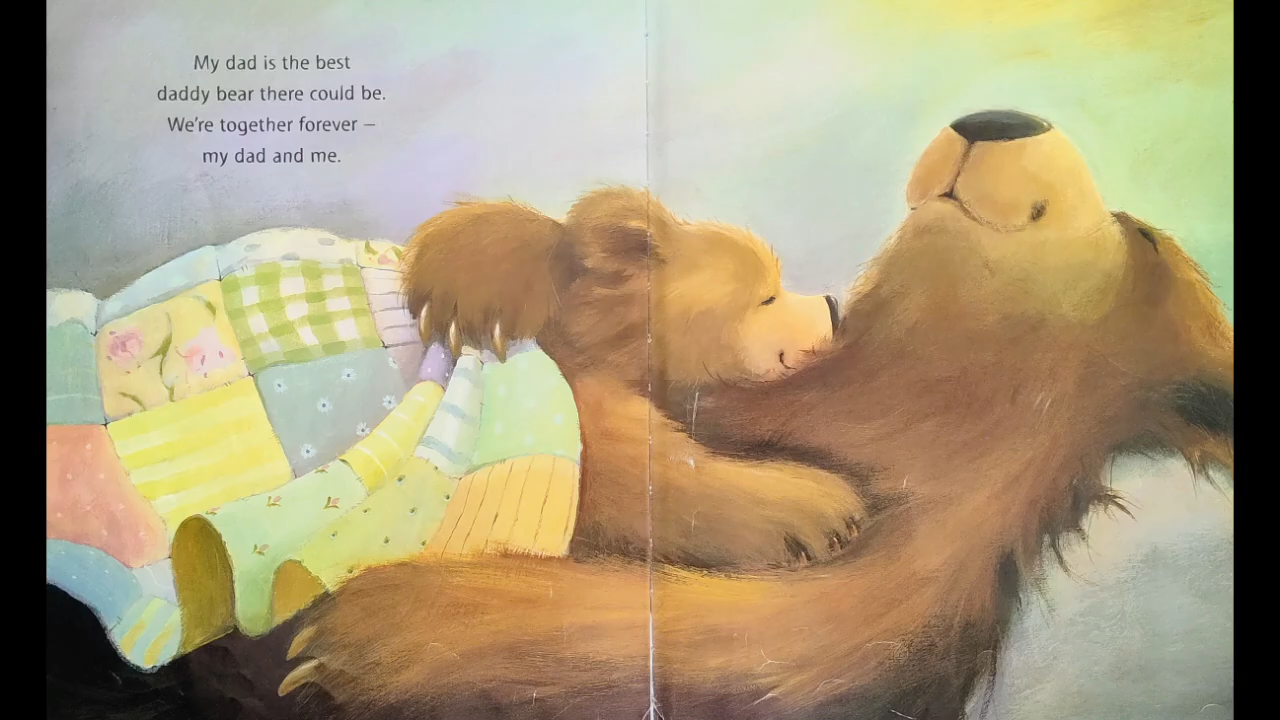 My dad is the best
daddy bear there could be.
We're together forever –
my dad and me.